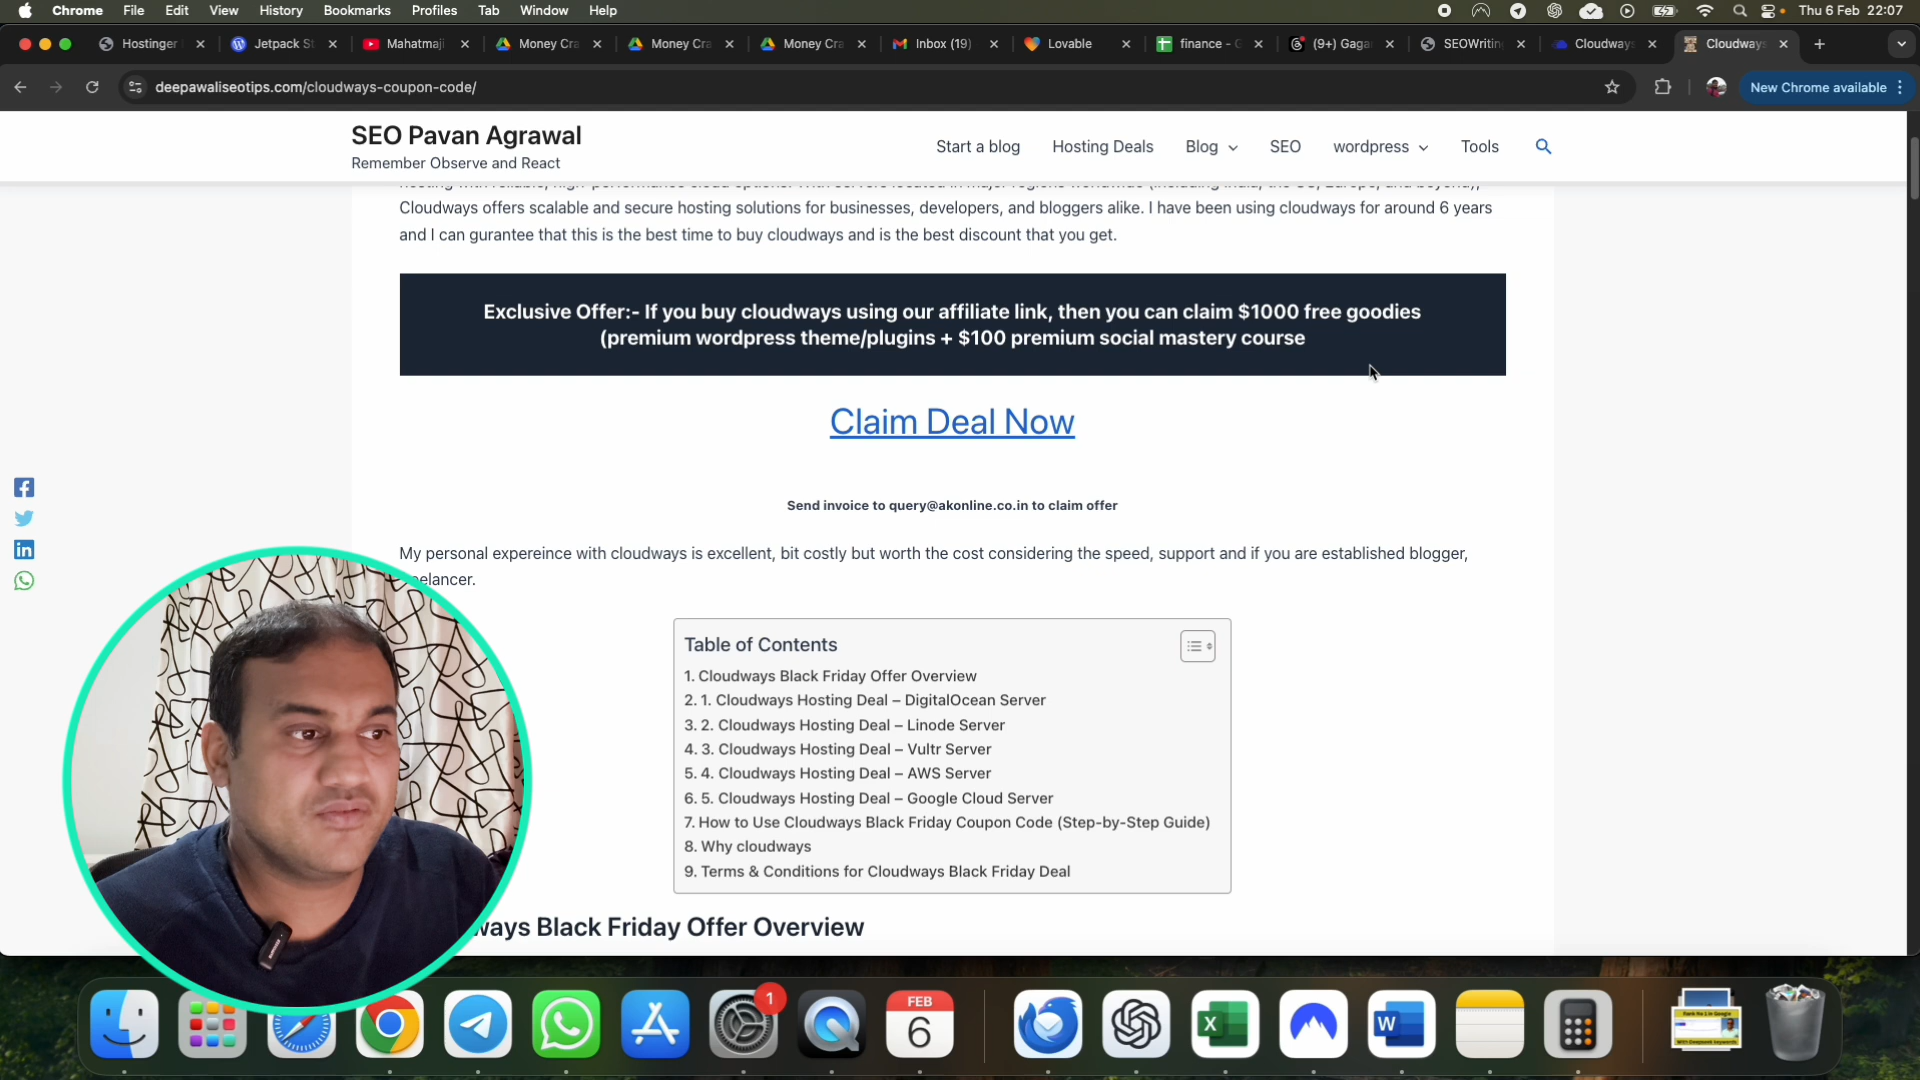 Chrome File Edit View History Bookmarks Profiles Tab Window Help Thu 6 Feb 22:07
Hostinger Jetpack St Mahatmaji Money Cra Money Cra Money Cra Inbox (19) Lovable finance - G (9+) Gaga SEOWritin Cloudway Cloudway
deepawaliseotips.com/cloudways-coupon-code/ New Chrome available
SEO Pavan Agrawal
Remember Observe and React
Start a blog Hosting Deals Blog SEO wordpress Tools
Cloudways offers scalable and secure hosting solutions for businesses, developers, and bloggers alike. I have been using cloudways for around 6 years
and I can gurantee that this is the best time to buy cloudways and is the best discount that you get.
Exclusive Offer:- If you buy cloudways using our affiliate link, then you can claim $1000 free goodies
(premium wordpress theme/plugins + $100 premium social mastery course
Claim Deal Now
Send invoice to query@akonline.co.in to claim offer
My personal expereince with cloudways is excellent, bit costly but worth the cost considering the speed, support and if you are established blogger,
elancer.
Table of Contents
1. Cloudways Black Friday Offer Overview
2. 1. Cloudways Hosting Deal – DigitalOcean Server
3. 2. Cloudways Hosting Deal – Linode Server
4. 3. Cloudways Hosting Deal – Vultr Server
5. 4. Cloudways Hosting Deal – AWS Server
6. 5. Cloudways Hosting Deal – Google Cloud Server
7. How to Use Cloudways Black Friday Coupon Code (Step-by-Step Guide)
8. Why cloudways
9. Terms & Conditions for Cloudways Black Friday Deal
ways Black Friday Offer Overview
1
FEB
6
X
W